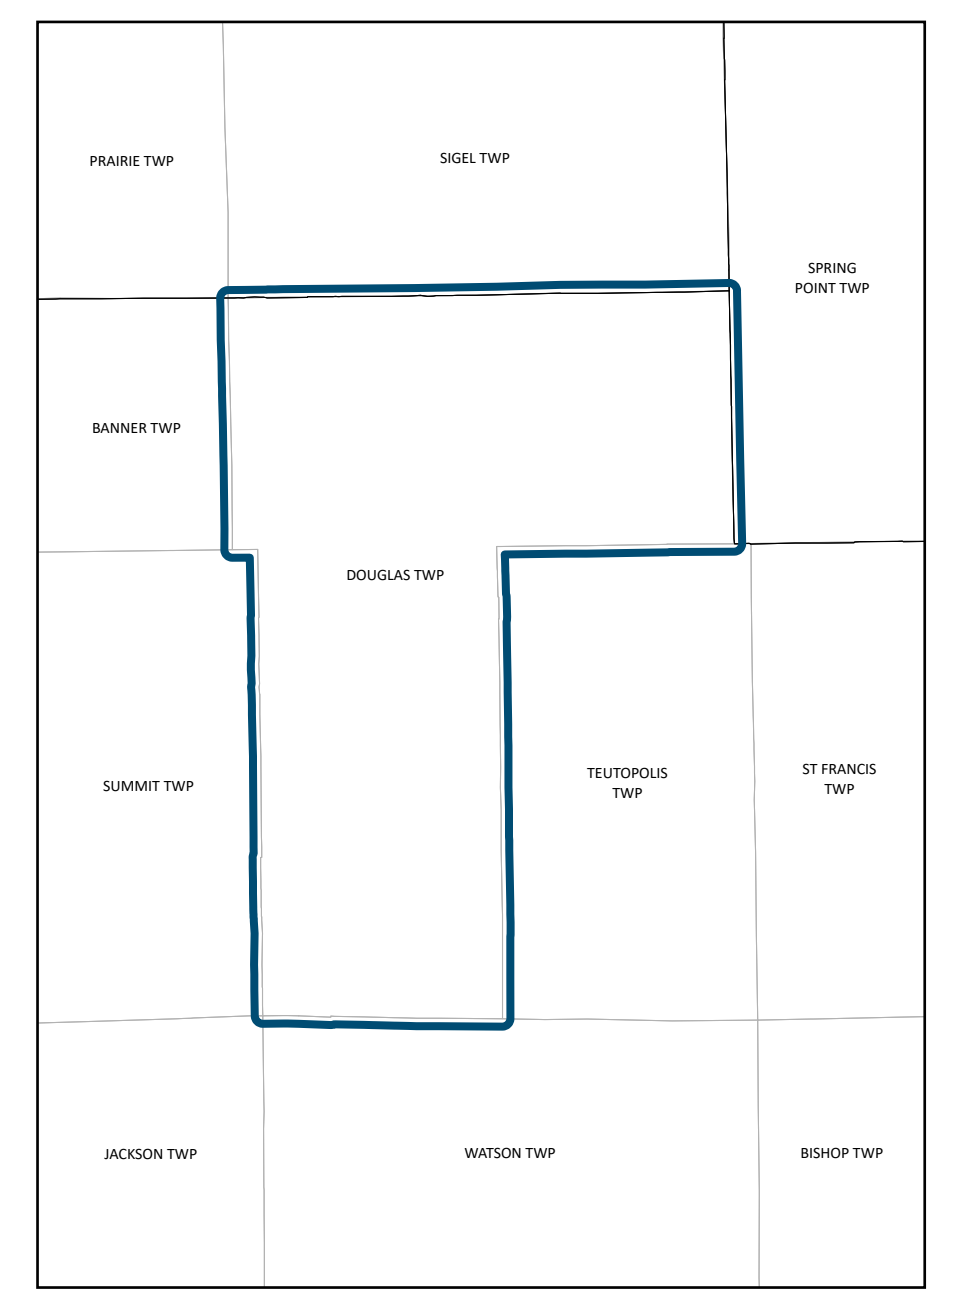 PRAIRIE TWP
SIGEL TWP
SPRING
POINT TWP
BANNER TWP
DOUGLAS TWP
SUMMIT TWP
TEUTOPOLIS
TWP
ST FRANCIS
TWP
JACKSON TWP
WATSON TWP
BISHOP TWP